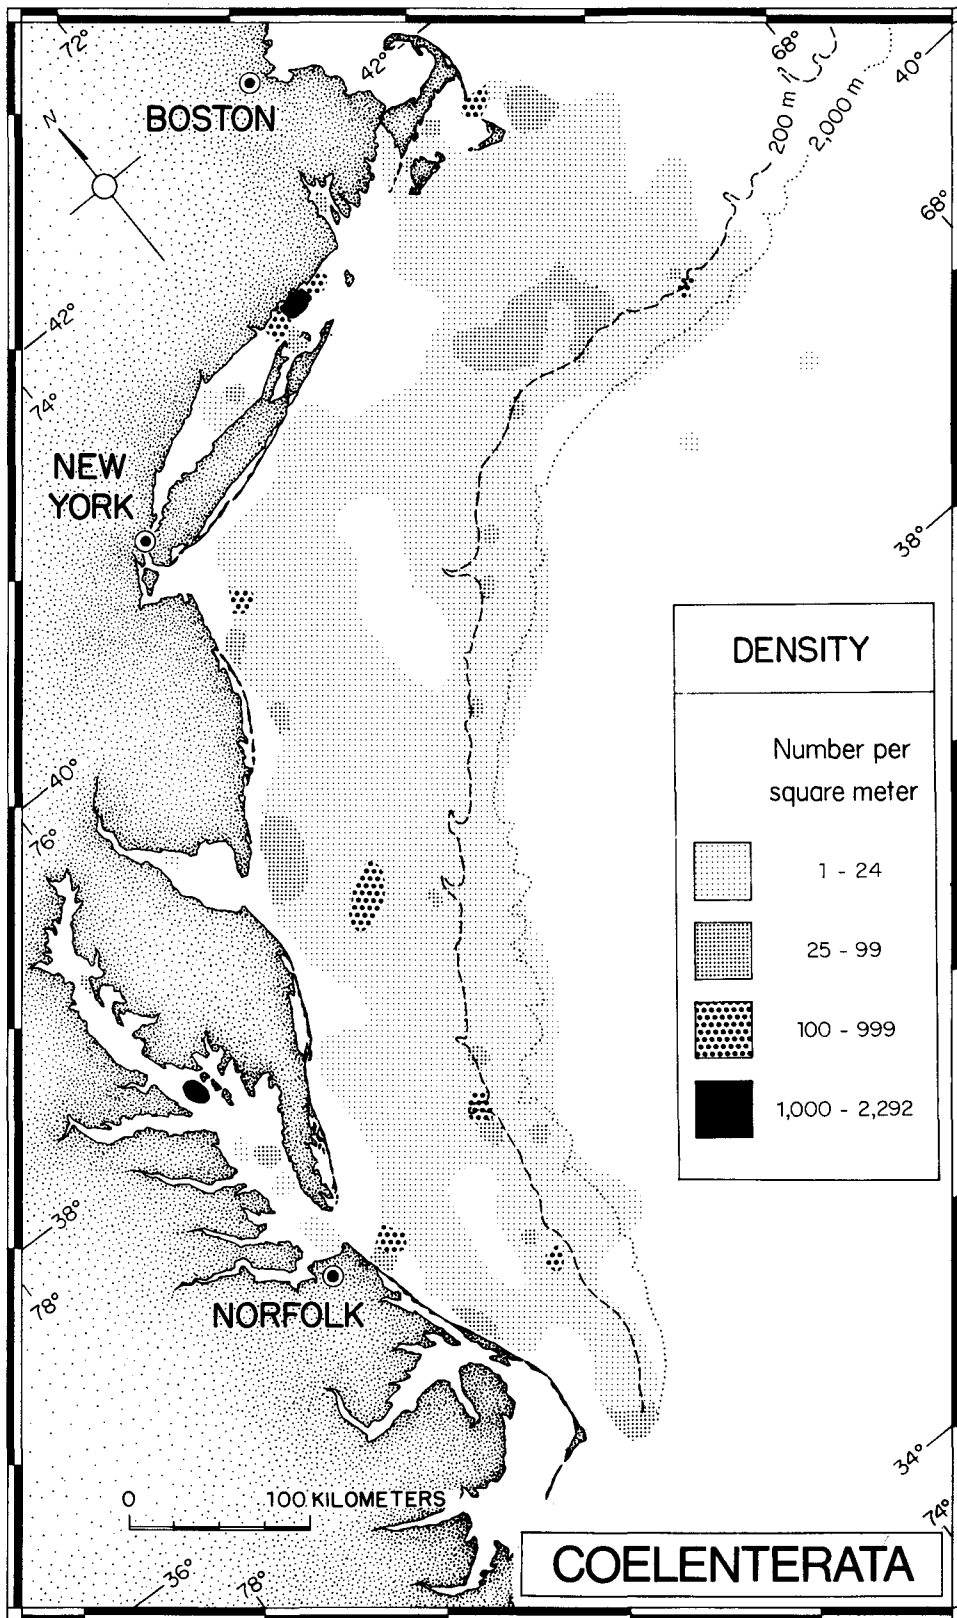 72°
42°
68°
40°
BOSTON
N
200 m
2,000 m
68°
42°
74°
NEW
YORK
38°
DENSITY
Number per
square meter
1 - 24
25 - 99
100 - 999
1,000 - 2,292
40°
76°
38°
78°
NORFOLK
34°
74°
0 100 KILOMETERS
36°
78°
COELENTERATA